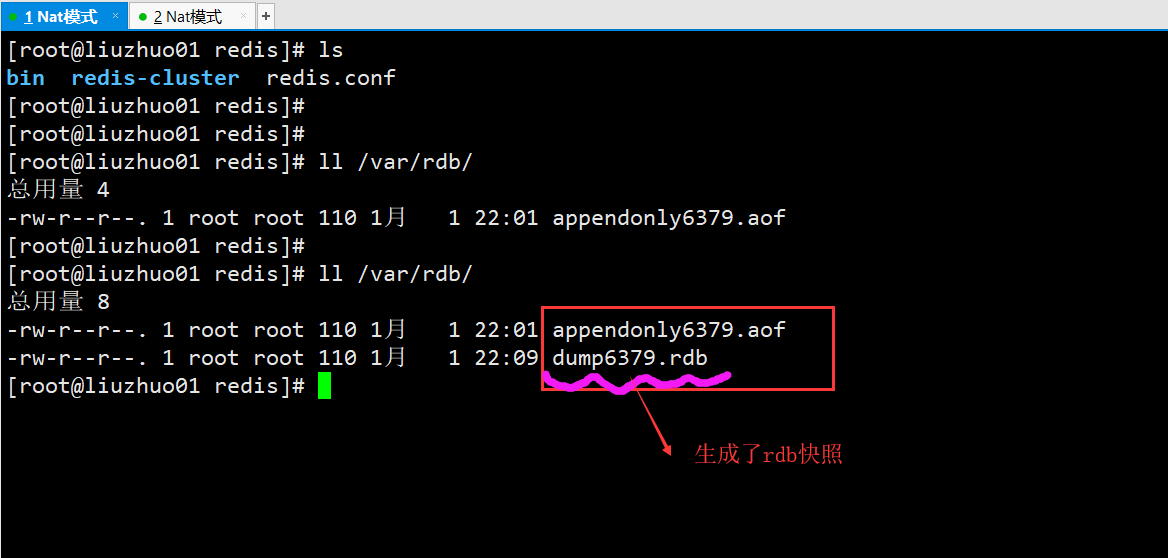 1 Nat模式 × 2 Nat模式 × +
[root@liuzhuo01 redis]# ls
bin  redis-cluster  redis.conf
[root@liuzhuo01 redis]#
[root@liuzhuo01 redis]#
[root@liuzhuo01 redis]# ll /var/rdb/
总用量 4
-rw-r--r--. 1 root root 110 1月   1 22:01 appendonly6379.aof
[root@liuzhuo01 redis]#
[root@liuzhuo01 redis]# ll /var/rdb/
总用量 8
-rw-r--r--. 1 root root 110 1月   1 22:01 appendonly6379.aof
-rw-r--r--. 1 root root 110 1月   1 22:09 dump6379.rdb
[root@liuzhuo01 redis]#
生成了rdb快照